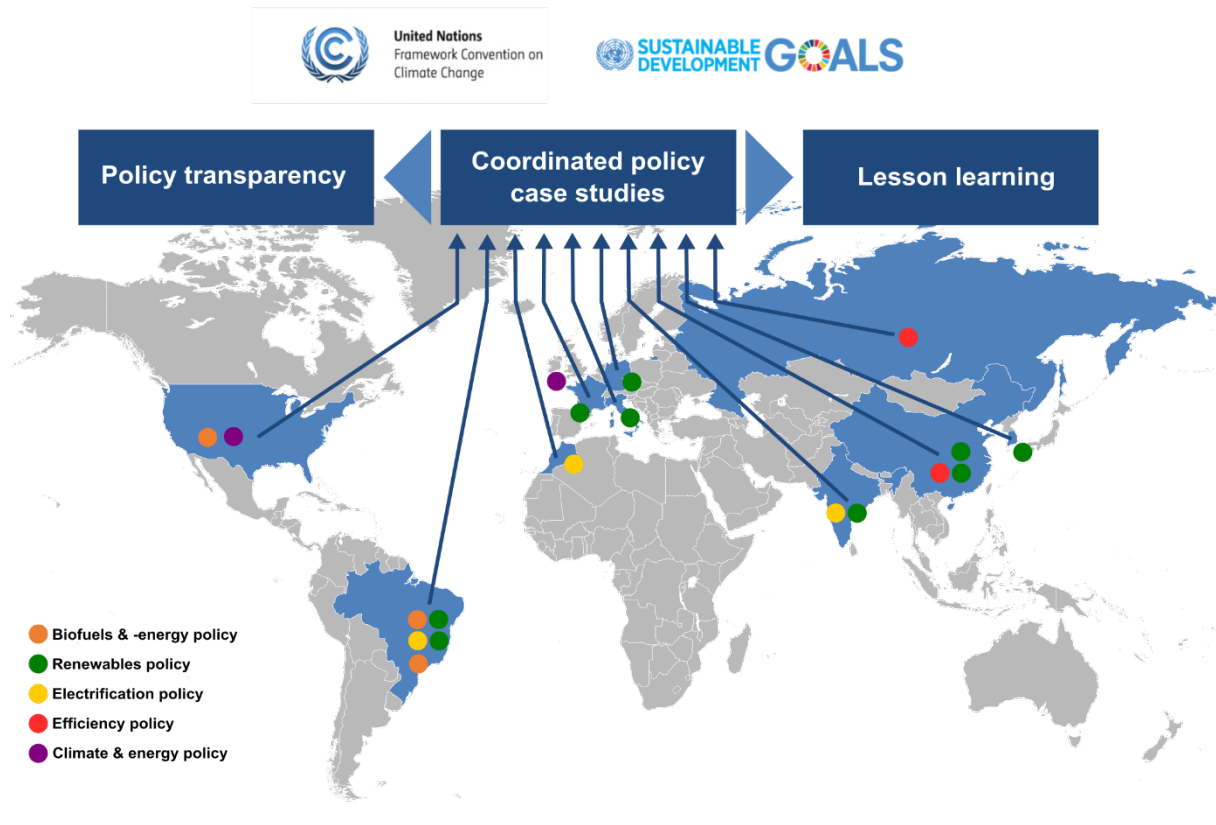 United Nations
Framework Convention on
Climate Change
SUSTAINABLE
DEVELOPMENT
GOALS
Policy transparency
Coordinated policy
case studies
Lesson learning
Biofuels & -energy policy
Renewables policy
Electrification policy
Efficiency policy
Climate & energy policy